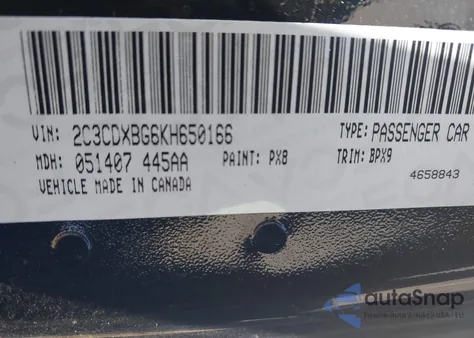 VIN: 2C3CDXBG6KH650166 TYPE: PASSENGER CAR
MDH: 051407 445AA PAINT: PX8 TRIM: BPX9
VEHICLE MADE IN CANADA 4658843
autoSnap